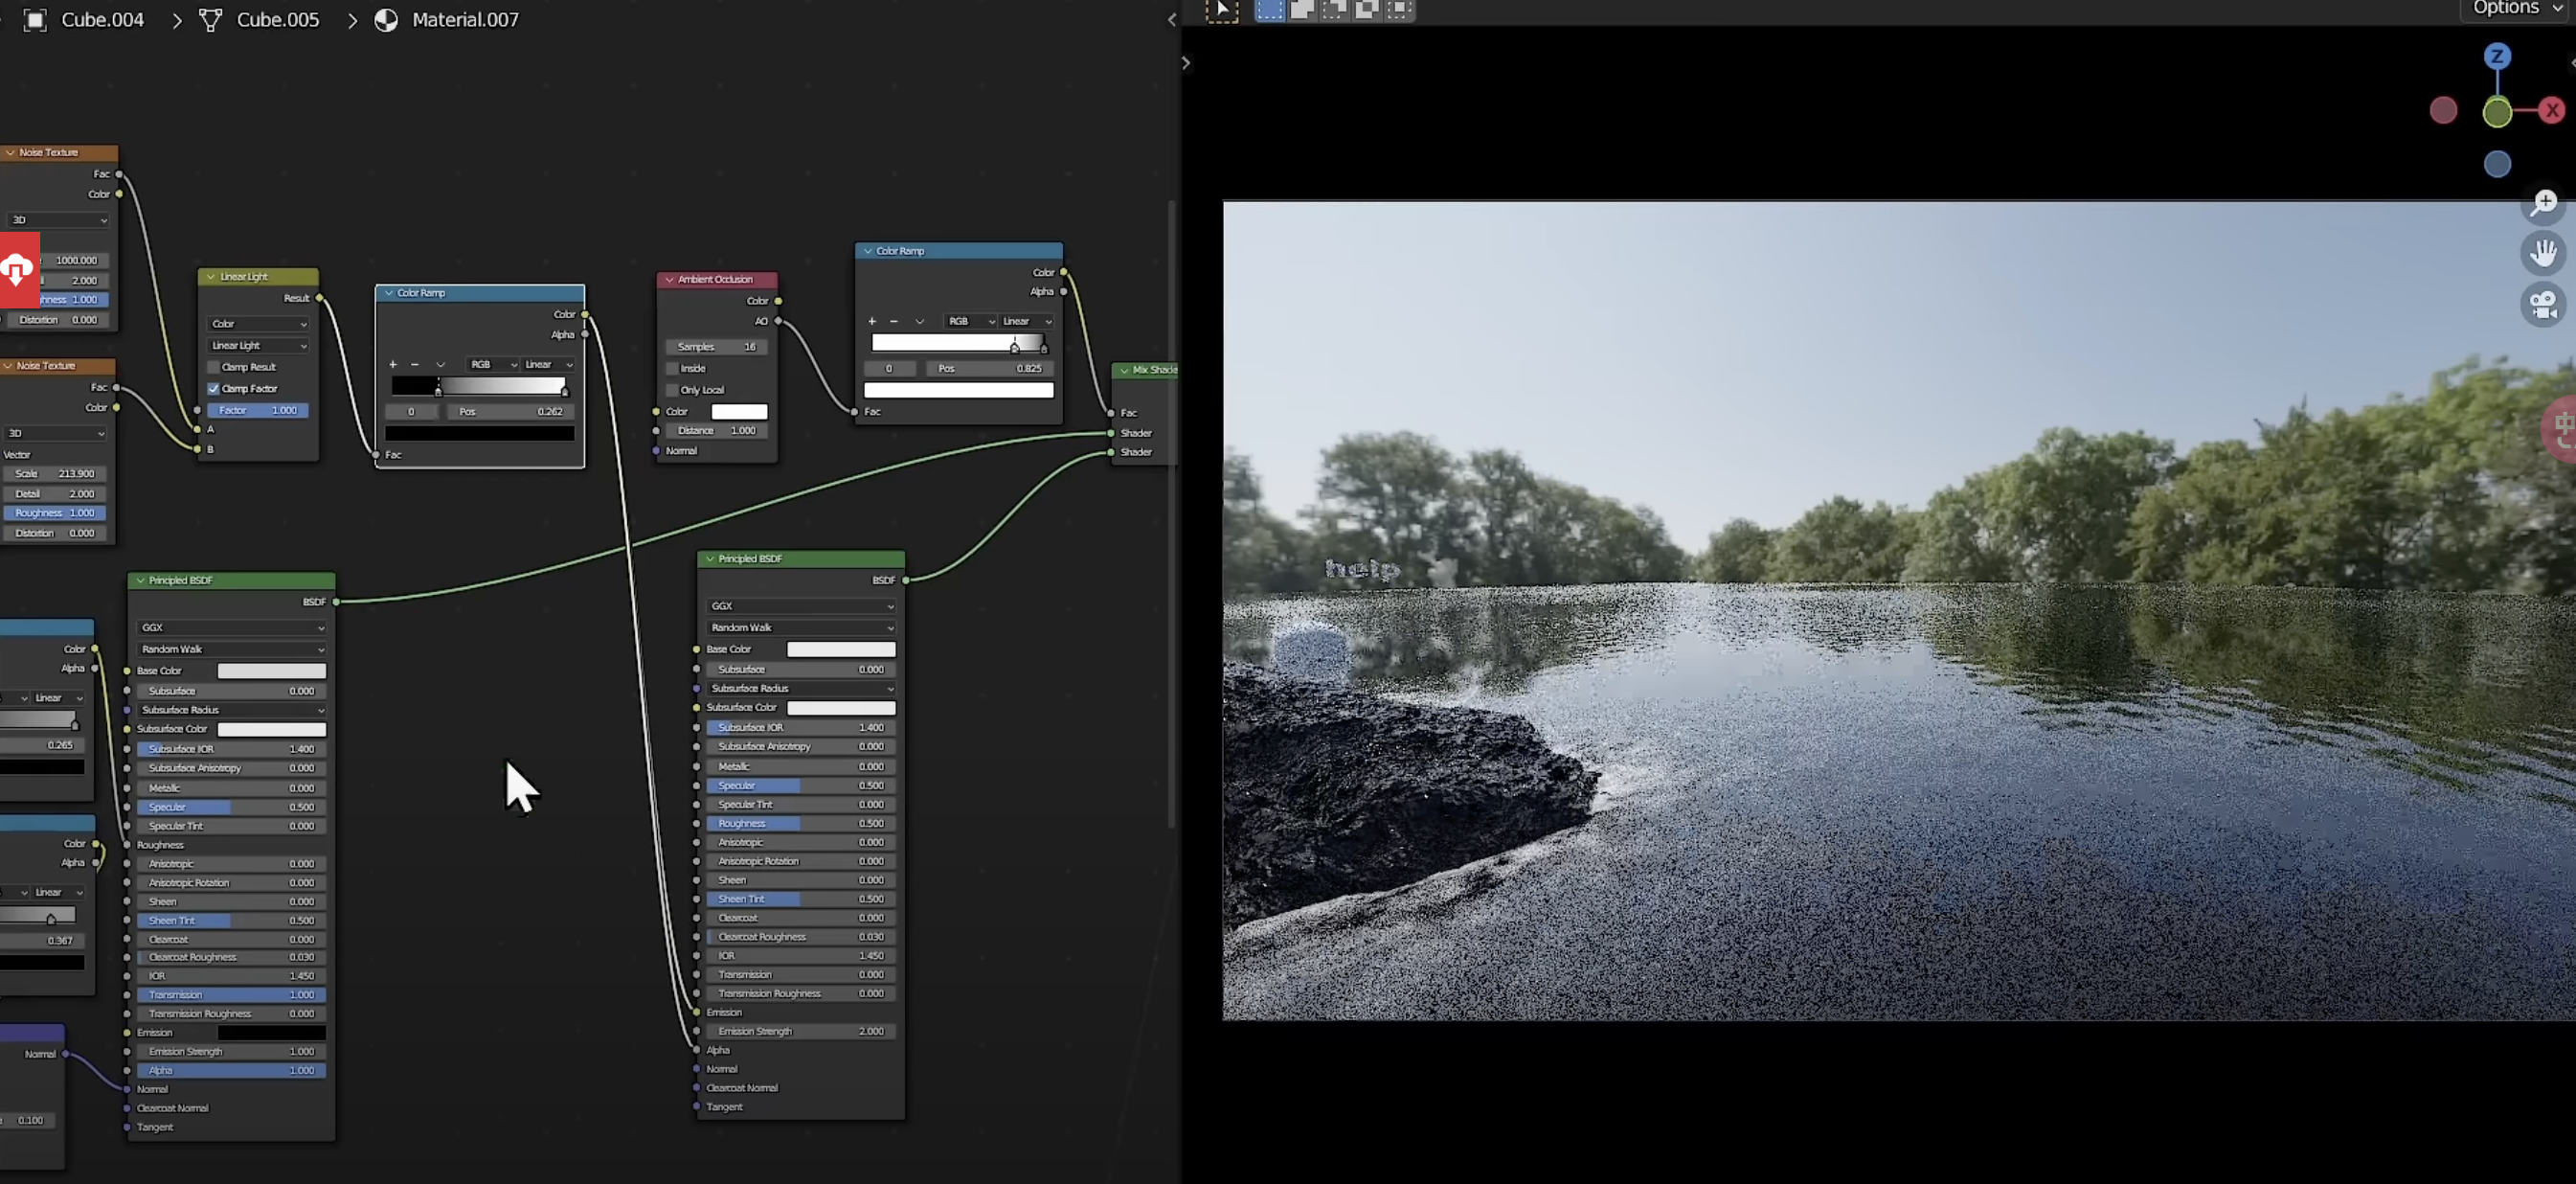 Cube.004 > Cube.005 > Material.007
Options
Z
X
Noise Texture
Fac
Color
3D
1000.000
2.000
1.000
Distortion 0.000
Noise Texture
Fac
Color
3D
Vector
Scale 213.900
Detail 2.000
Roughness 1.000
Distortion 0.000
Linear Light
Result
Color
Linear Light
Clamp Result
Clamp Factor
Factor 1.000
A
B
Color Ramp
Color
Alpha
+ − RGB Linear
0 Pos 0.262
Fac
Ambient Occlusion
Color
AO
Samples 16
Inside
Only Local
Color
Distance 1.000
Normal
Color Ramp
Color
Alpha
+ − RGB Linear
0 Pos 0.825
Fac
Mix Shade
Fac
Shader
Shader
Color
Alpha
Linear
0.265
Color
Alpha
Linear
0.367
Normal
0.100
Principled BSDF
BSDF
GGX
Random Walk
Base Color
Subsurface 0.000
Subsurface Radius
Subsurface Color
Subsurface IOR 1.400
Subsurface Anisotropy 0.000
Metallic 0.000
Specular 0.500
Specular Tint 0.000
Roughness
Anisotropic 0.000
Anisotropic Rotation 0.000
Sheen 0.000
Sheen Tint 0.500
Clearcoat 0.000
Clearcoat Roughness 0.030
IOR 1.450
Transmission 1.000
Transmission Roughness 0.000
Emission
Emission Strength 1.000
Alpha 1.000
Normal
Clearcoat Normal
Tangent
Principled BSDF
BSDF
GGX
Random Walk
Base Color
Subsurface 0.000
Subsurface Radius
Subsurface Color
Subsurface IOR 1.400
Subsurface Anisotropy 0.000
Metallic 0.000
Specular 0.500
Specular Tint 0.000
Roughness 0.500
Anisotropic 0.000
Anisotropic Rotation 0.000
Sheen 0.000
Sheen Tint 0.500
Clearcoat 0.000
Clearcoat Roughness 0.030
IOR 1.450
Transmission 0.000
Transmission Roughness 0.000
Emission
Emission Strength 2.000
Alpha
Normal
Clearcoat Normal
Tangent
help